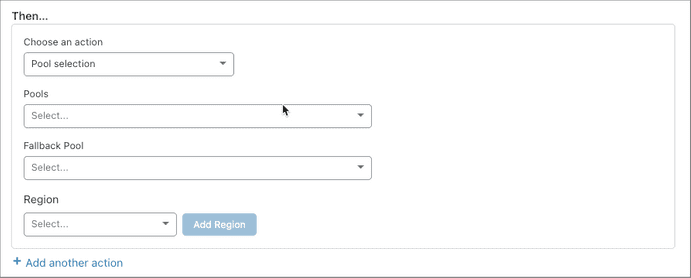 Then...
Choose an action
Pool selection
Pools
Select...
Fallback Pool
Select...
Region
Select...
Add Region
+ Add another action